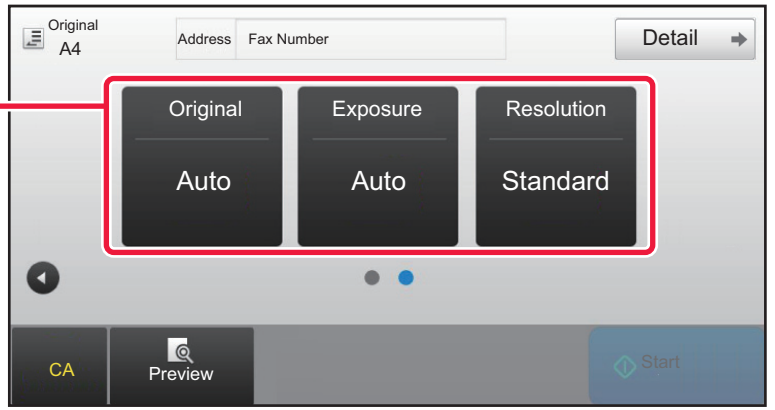 Original
A4
Address Fax Number
Detail
Original Exposure Resolution
Auto Auto Standard
CA
Preview
Start